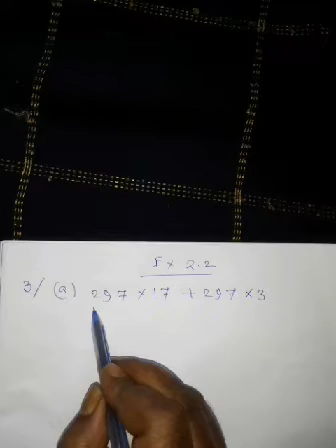 Ex 2.2
3/ (a) 297 × 17 + 297 × 3